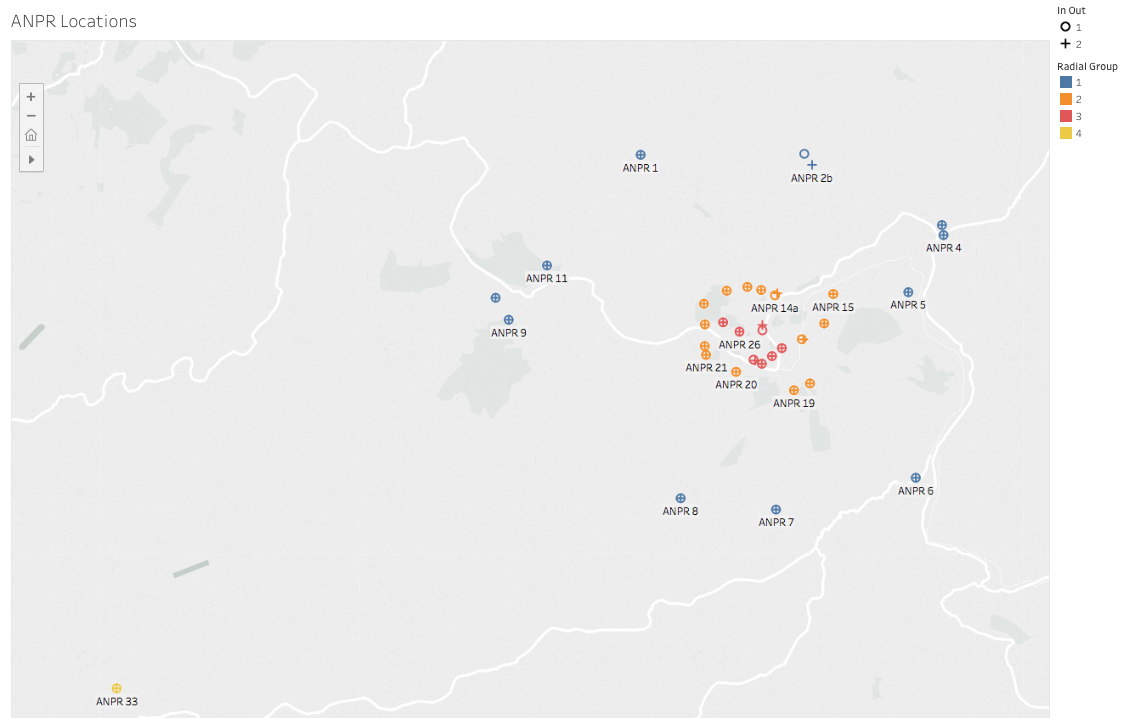 ANPR Locations
In Out
1
2
Radial Group
1
2
3
4
+
−
ANPR 1
ANPR 2b
ANPR 4
ANPR 11
ANPR 5
ANPR 14a
ANPR 15
ANPR 9
ANPR 26
ANPR 21
ANPR 20
ANPR 19
ANPR 6
ANPR 8
ANPR 7
ANPR 33